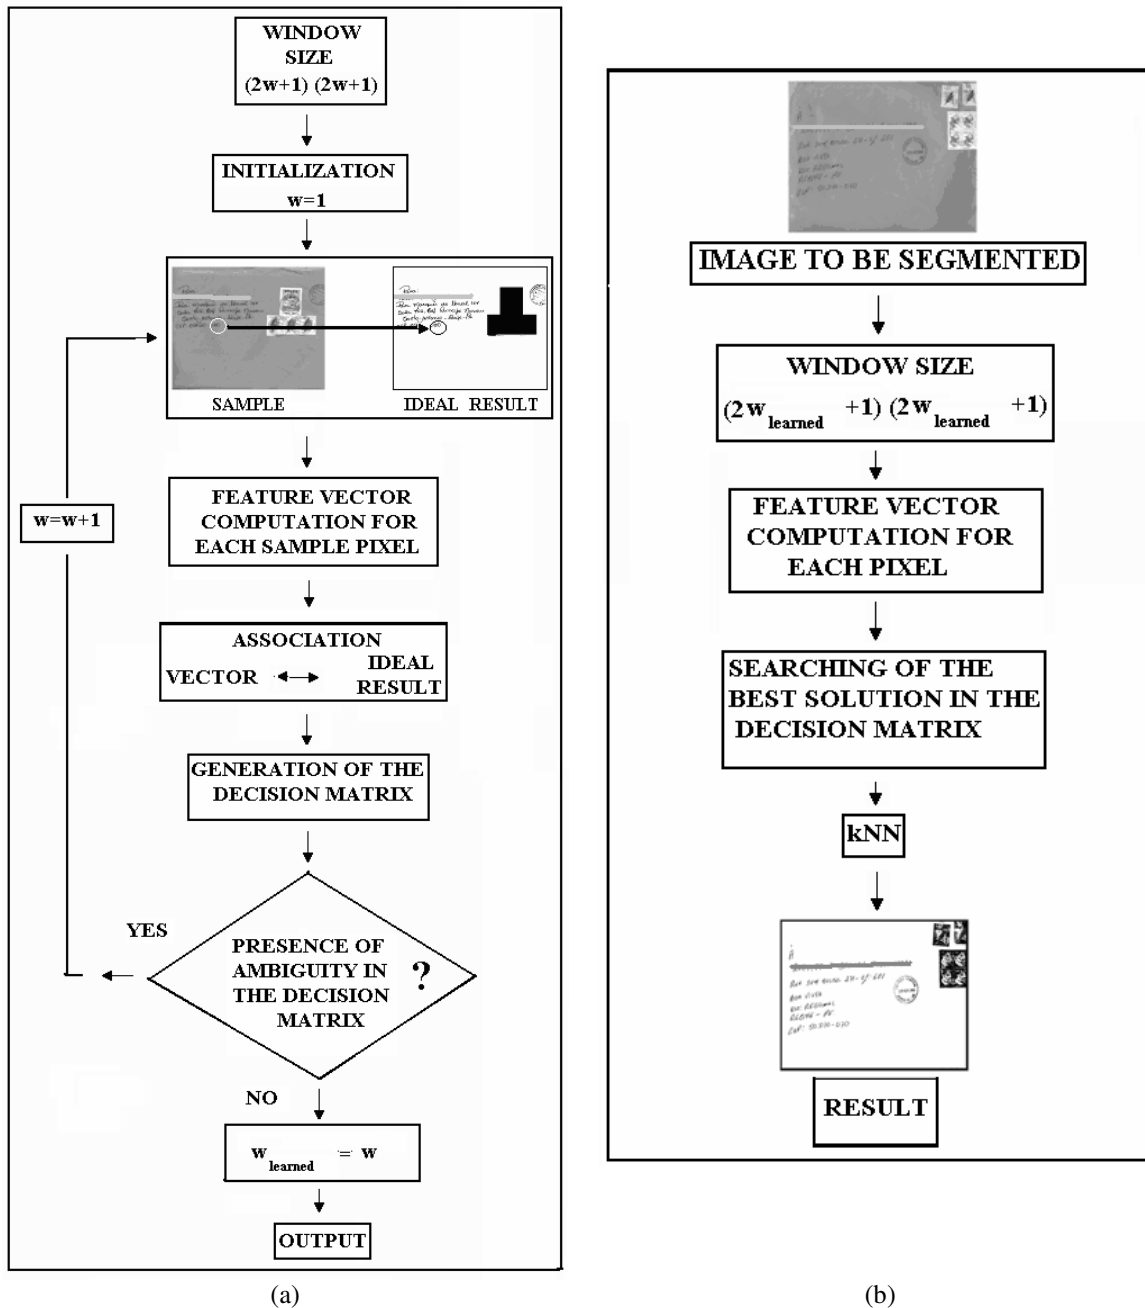 WINDOW
SIZE
(2w+1) (2w+1)
INITIALIZATION
w=1
SAMPLE
IDEAL RESULT
FEATURE VECTOR
COMPUTATION FOR
EACH SAMPLE PIXEL
w=w+1
ASSOCIATION
VECTOR
IDEAL
RESULT
GENERATION OF THE
DECISION MATRIX
YES
PRESENCE OF
AMBIGUITY IN
THE DECISION
MATRIX
?
NO
w learned = w
OUTPUT
(a)
IMAGE TO BE SEGMENTED
WINDOW SIZE
(2w learned +1) (2w learned +1)
FEATURE VECTOR
COMPUTATION FOR
EACH PIXEL
SEARCHING OF THE
BEST SOLUTION IN THE
DECISION MATRIX
kNN
RESULT
(b)